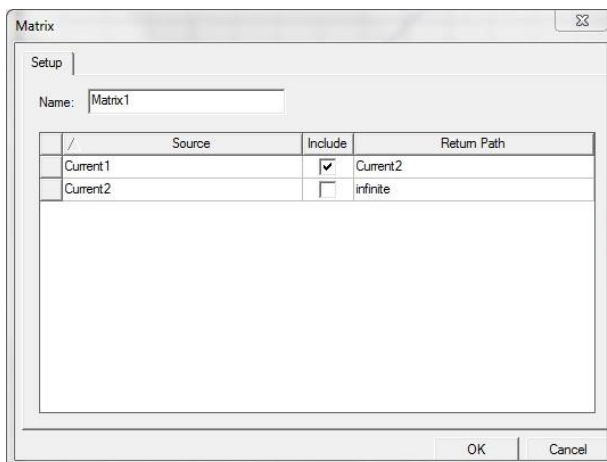 Matrix
Setup
Name: Matrix1
/ Source Include Return Path
Current1 Current2
Current2 infinite
OK Cancel